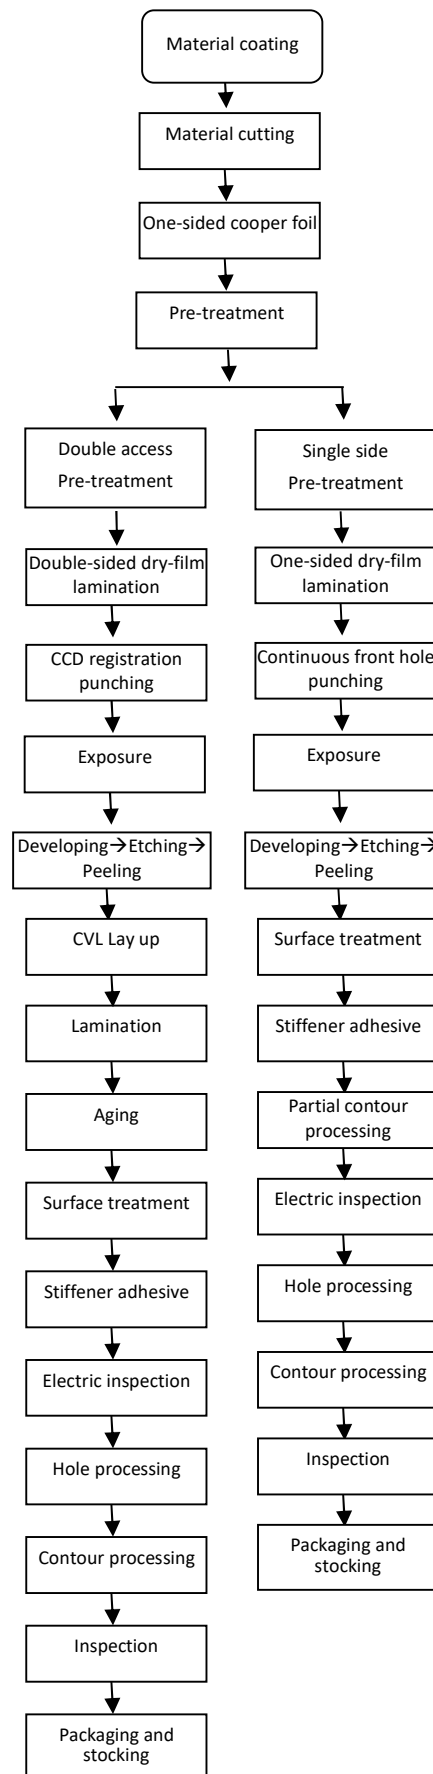 Material coating
Material cutting
One-sided cooper foil
Pre-treatment
Double access
Pre-treatment
Double-sided dry-film
lamination
CCD registration
punching
Exposure
Developing→Etching→
Peeling
CVL Lay up
Lamination
Aging
Surface treatment
Stiffener adhesive
Electric inspection
Hole processing
Contour processing
Inspection
Packaging and
stocking
Single side
Pre-treatment
One-sided dry-film
lamination
Continuous front hole
punching
Exposure
Developing→Etching→
Peeling
Surface treatment
Stiffener adhesive
Partial contour
processing
Electric inspection
Hole processing
Contour processing
Inspection
Packaging and
stocking